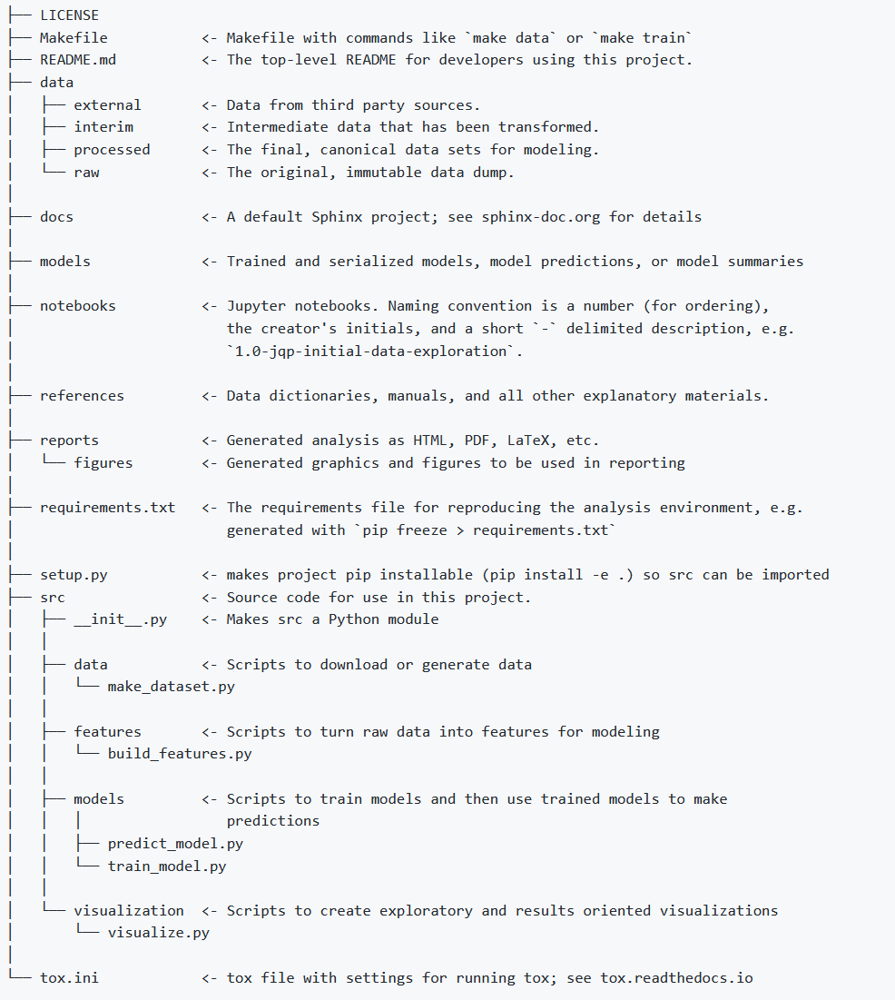 ├── LICENSE
├── Makefile           <- Makefile with commands like `make data` or `make train`
├── README.md          <- The top-level README for developers using this project.
├── data
│   ├── external       <- Data from third party sources.
│   ├── interim        <- Intermediate data that has been transformed.
│   ├── processed      <- The final, canonical data sets for modeling.
│   └── raw            <- The original, immutable data dump.
│
├── docs               <- A default Sphinx project; see sphinx-doc.org for details
│
├── models             <- Trained and serialized models, model predictions, or model summaries
│
├── notebooks          <- Jupyter notebooks. Naming convention is a number (for ordering),
│                         the creator's initials, and a short `-` delimited description, e.g.
│                         `1.0-jqp-initial-data-exploration`.
│
├── references         <- Data dictionaries, manuals, and all other explanatory materials.
│
├── reports            <- Generated analysis as HTML, PDF, LaTeX, etc.
│   └── figures        <- Generated graphics and figures to be used in reporting
│
├── requirements.txt   <- The requirements file for reproducing the analysis environment, e.g.
│                         generated with `pip freeze > requirements.txt`
│
├── setup.py           <- makes project pip installable (pip install -e .) so src can be imported
├── src                <- Source code for use in this project.
│   ├── __init__.py    <- Makes src a Python module
│   │
│   ├── data           <- Scripts to download or generate data
│   │   └── make_dataset.py
│   │
│   ├── features       <- Scripts to turn raw data into features for modeling
│   │   └── build_features.py
│   │
│   ├── models         <- Scripts to train models and then use trained models to make
│   │   │                 predictions
│   │   ├── predict_model.py
│   │   └── train_model.py
│   │
│   └── visualization  <- Scripts to create exploratory and results oriented visualizations
│       └── visualize.py
│
└── tox.ini            <- tox file with settings for running tox; see tox.readthedocs.io